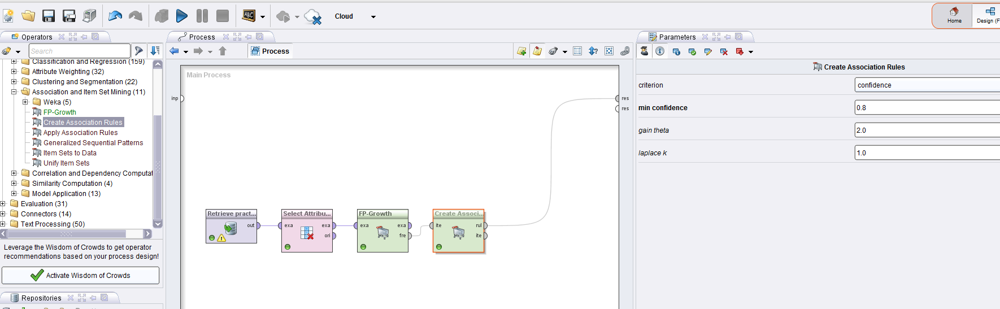 ABC
Cloud
Home
Design (F
Operators
Process
Parameters
Search
Process
Classification and Regression (159)
Attribute Weighting (32)
Clustering and Segmentation (22)
Association and Item Set Mining (11)
Weka (5)
FP-Growth
Create Association Rules
Apply Association Rules
Generalized Sequential Patterns
Item Sets to Data
Unify Item Sets
Correlation and Dependency Computat
Similarity Computation (4)
Model Application (13)
Evaluation (31)
Connectors (14)
Text Processing (50)
Leverage the Wisdom of Crowds to get operator
recommendations based on your process design!
Activate Wisdom of Crowds
Repositories
Main Process
inp
res
res
Retrieve pract...
out
Select Attribu...
exa
exa
ori
FP-Growth
exa
exa
fre
Create Associ...
ite
rul
ite
Create Association Rules
criterion
confidence
min confidence
0.8
gain theta
2.0
laplace k
1.0